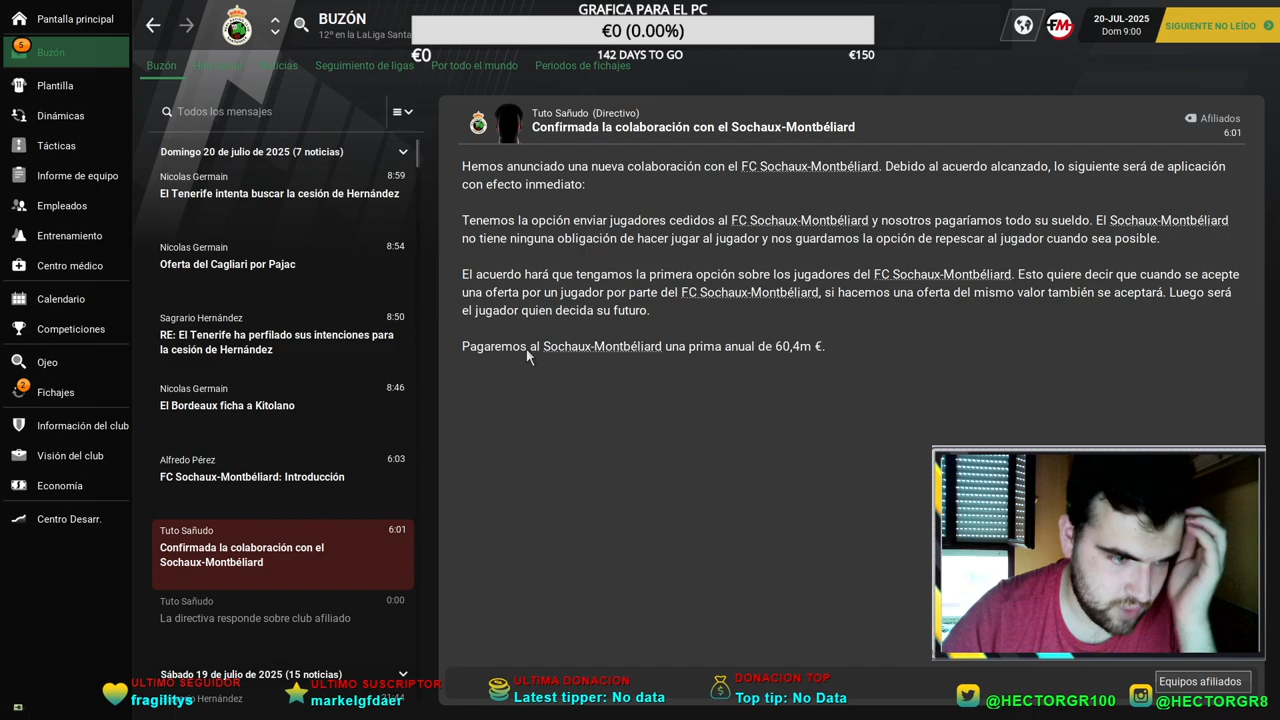 GRAFICA PARA EL PC
€0 (0.00%)
€0
142 DAYS TO GO
€150
Pantalla principal
5
Buzón
Plantilla
Dinámicas
Tácticas
Informe de equipo
Empleados
Entrenamiento
Centro médico
Calendario
Competiciones
Ojeo
2
Fichajes
Información del club
Visión del club
Economía
Centro Desarr.
BUZÓN
12º en la LaLiga Santa
FM
20-JUL-2025
Dom 9:00
SIGUIENTE NO LEÍDO
Buzón
Noticias
Seguimiento de ligas
Por todo el mundo
Periodos de fichajes
Todos los mensajes
Domingo 20 de julio de 2025 (7 noticias)
Nicolas Germain 8:59
El Tenerife intenta buscar la cesión de Hernández
Nicolas Germain 8:54
Oferta del Cagliari por Pajac
Sagrario Hernández 8:50
RE: El Tenerife ha perfilado sus intenciones para
la cesión de Hernández
Nicolas Germain 8:46
El Bordeaux ficha a Kitolano
Alfredo Pérez 6:03
FC Sochaux-Montbéliard: Introducción
Tuto Sañudo 6:01
Confirmada la colaboración con el
Sochaux-Montbéliard
Tuto Sañudo 0:00
La directiva responde sobre club afiliado
Sábado 19 de julio de 2025 (15 noticias)
Tuto Sañudo (Directivo)
Confirmada la colaboración con el Sochaux-Montbéliard
Afiliados
6:01
Hemos anunciado una nueva colaboración con el FC Sochaux-Montbéliard. Debido al acuerdo alcanzado, lo siguiente será de aplicación
con efecto inmediato:
Tenemos la opción enviar jugadores cedidos al FC Sochaux-Montbéliard y nosotros pagaríamos todo su sueldo. El Sochaux-Montbéliard
no tiene ninguna obligación de hacer jugar al jugador y nos guardamos la opción de repescar al jugador cuando sea posible.
El acuerdo hará que tengamos la primera opción sobre los jugadores del FC Sochaux-Montbéliard. Esto quiere decir que cuando se acepte
una oferta por un jugador por parte del FC Sochaux-Montbéliard, si hacemos una oferta del mismo valor también se aceptará. Luego será
el jugador quien decida su futuro.
Pagaremos al Sochaux-Montbéliard una prima anual de 60,4m €.
Equipos afiliados
ULTIMO SEGUIDOR
fragilitys
ULTIMO SUSCRIPTOR
markelgfdaer
ULTIMA DONACION
Latest tipper: No data
DONACION TOP
Top tip: No Data
@HECTORGR100
@HECTORGR8